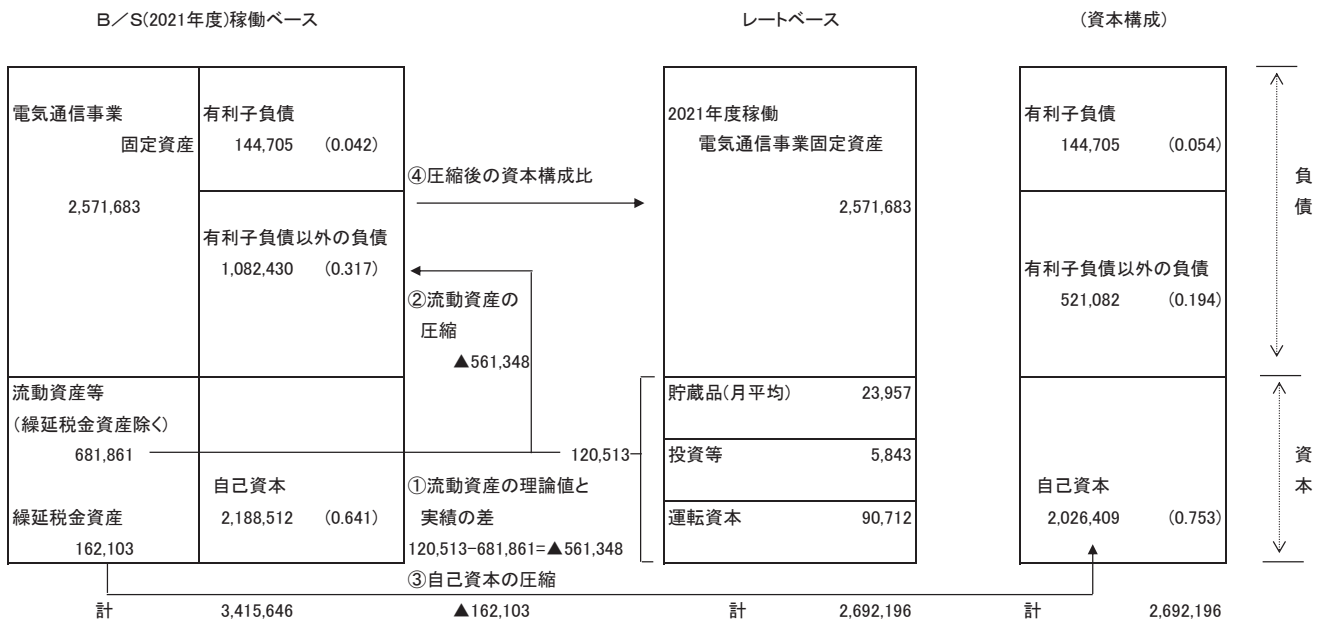 B／S(2021年度)稼働ベース
電気通信事業
固定資産
2,571,683
流動資産等
(繰延税金資産除く)
681,861
繰延税金資産
162,103
有利子負債
144,705 (0.042)
有利子負債以外の負債
1,082,430 (0.317)
自己資本
2,188,512 (0.641)
計 3,415,646
④圧縮後の資本構成比
②流動資産の
圧縮
▲561,348
120,513
①流動資産の理論値と
実績の差
120,513-681,861=▲561,348
③自己資本の圧縮
▲162,103
レートベース
2021年度稼働
電気通信事業固定資産
2,571,683
貯蔵品(月平均) 23,957
投資等 5,843
運転資本 90,712
計 2,692,196
(資本構成)
有利子負債
144,705 (0.054)
有利子負債以外の負債
521,082 (0.194)
自己資本
2,026,409 (0.753)
計 2,692,196
負債
資本